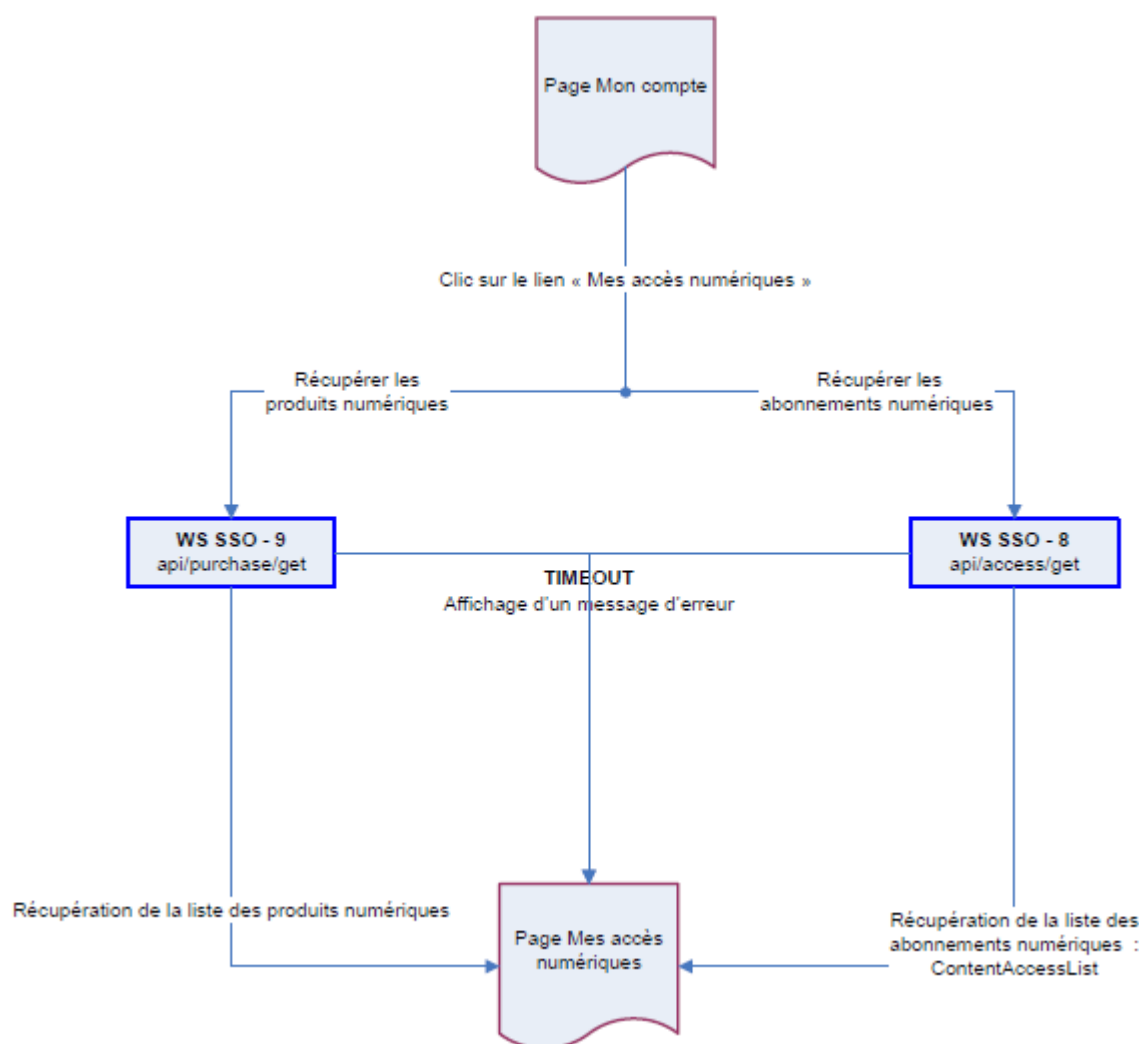 Page Mon compte
Clic sur le lien « Mes accès numériques »
Récupérer les
produits numériques
Récupérer les
abonnements numériques
WS SSO - 9
api/purchase/get
WS SSO - 8
api/access/get
TIMEOUT
Affichage d'un message d'erreur
Récupération de la liste des produits numériques
Page Mes accès
numériques
Récupération de la liste des
abonnements numériques :
ContentAccessList